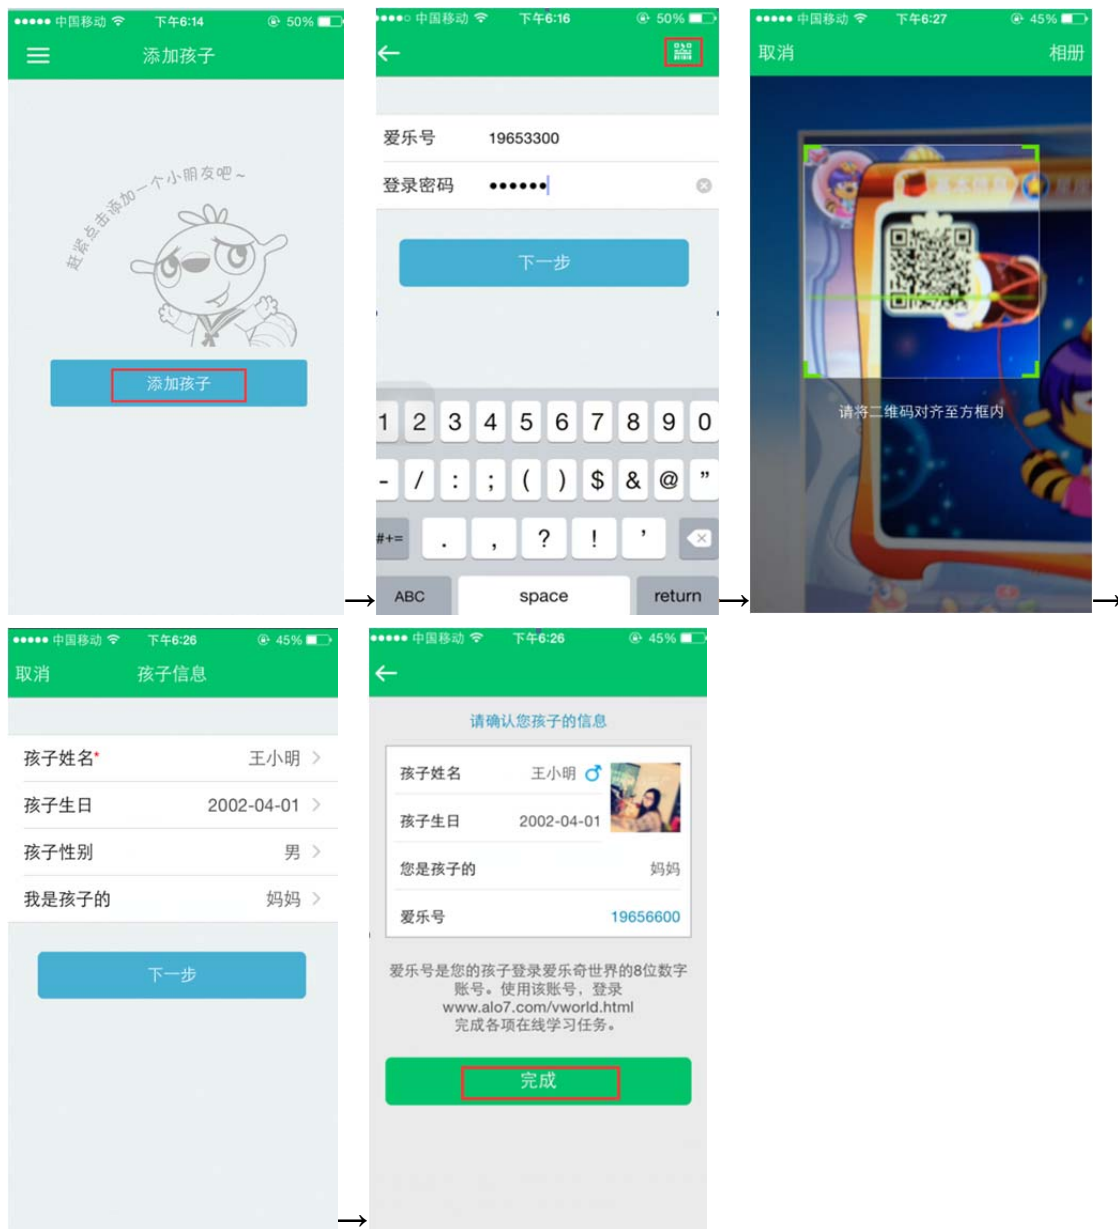 中国移动 下午6:14 50%
添加孩子
赶紧点击添加一个小朋友吧~
添加孩子
→
中国移动 下午6:16 50%
爱乐号 19653300
登录密码 ••••••
下一步
1 2 3 4 5 6 7 8 9 0
- / : ; ( ) $ & @ ”
#+= . , ? ! ’
ABC space return
→
中国移动 下午6:27 45%
取消 相册
请将二维码对齐至方框内
→
中国移动 下午6:26 45%
取消 孩子信息
孩子姓名* 王小明
孩子生日 2002-04-01
孩子性别 男
我是孩子的 妈妈
下一步
→
中国移动 下午6:26 45%
请确认您孩子的信息
孩子姓名 王小明 ♂
孩子生日 2002-04-01
您是孩子的 妈妈
爱乐号 19656600
爱乐号是您的孩子登录爱乐奇世界的8位数字
账号。使用该账号，登录
www.alo7.com/vworld.html
完成各项在线学习任务。
完成